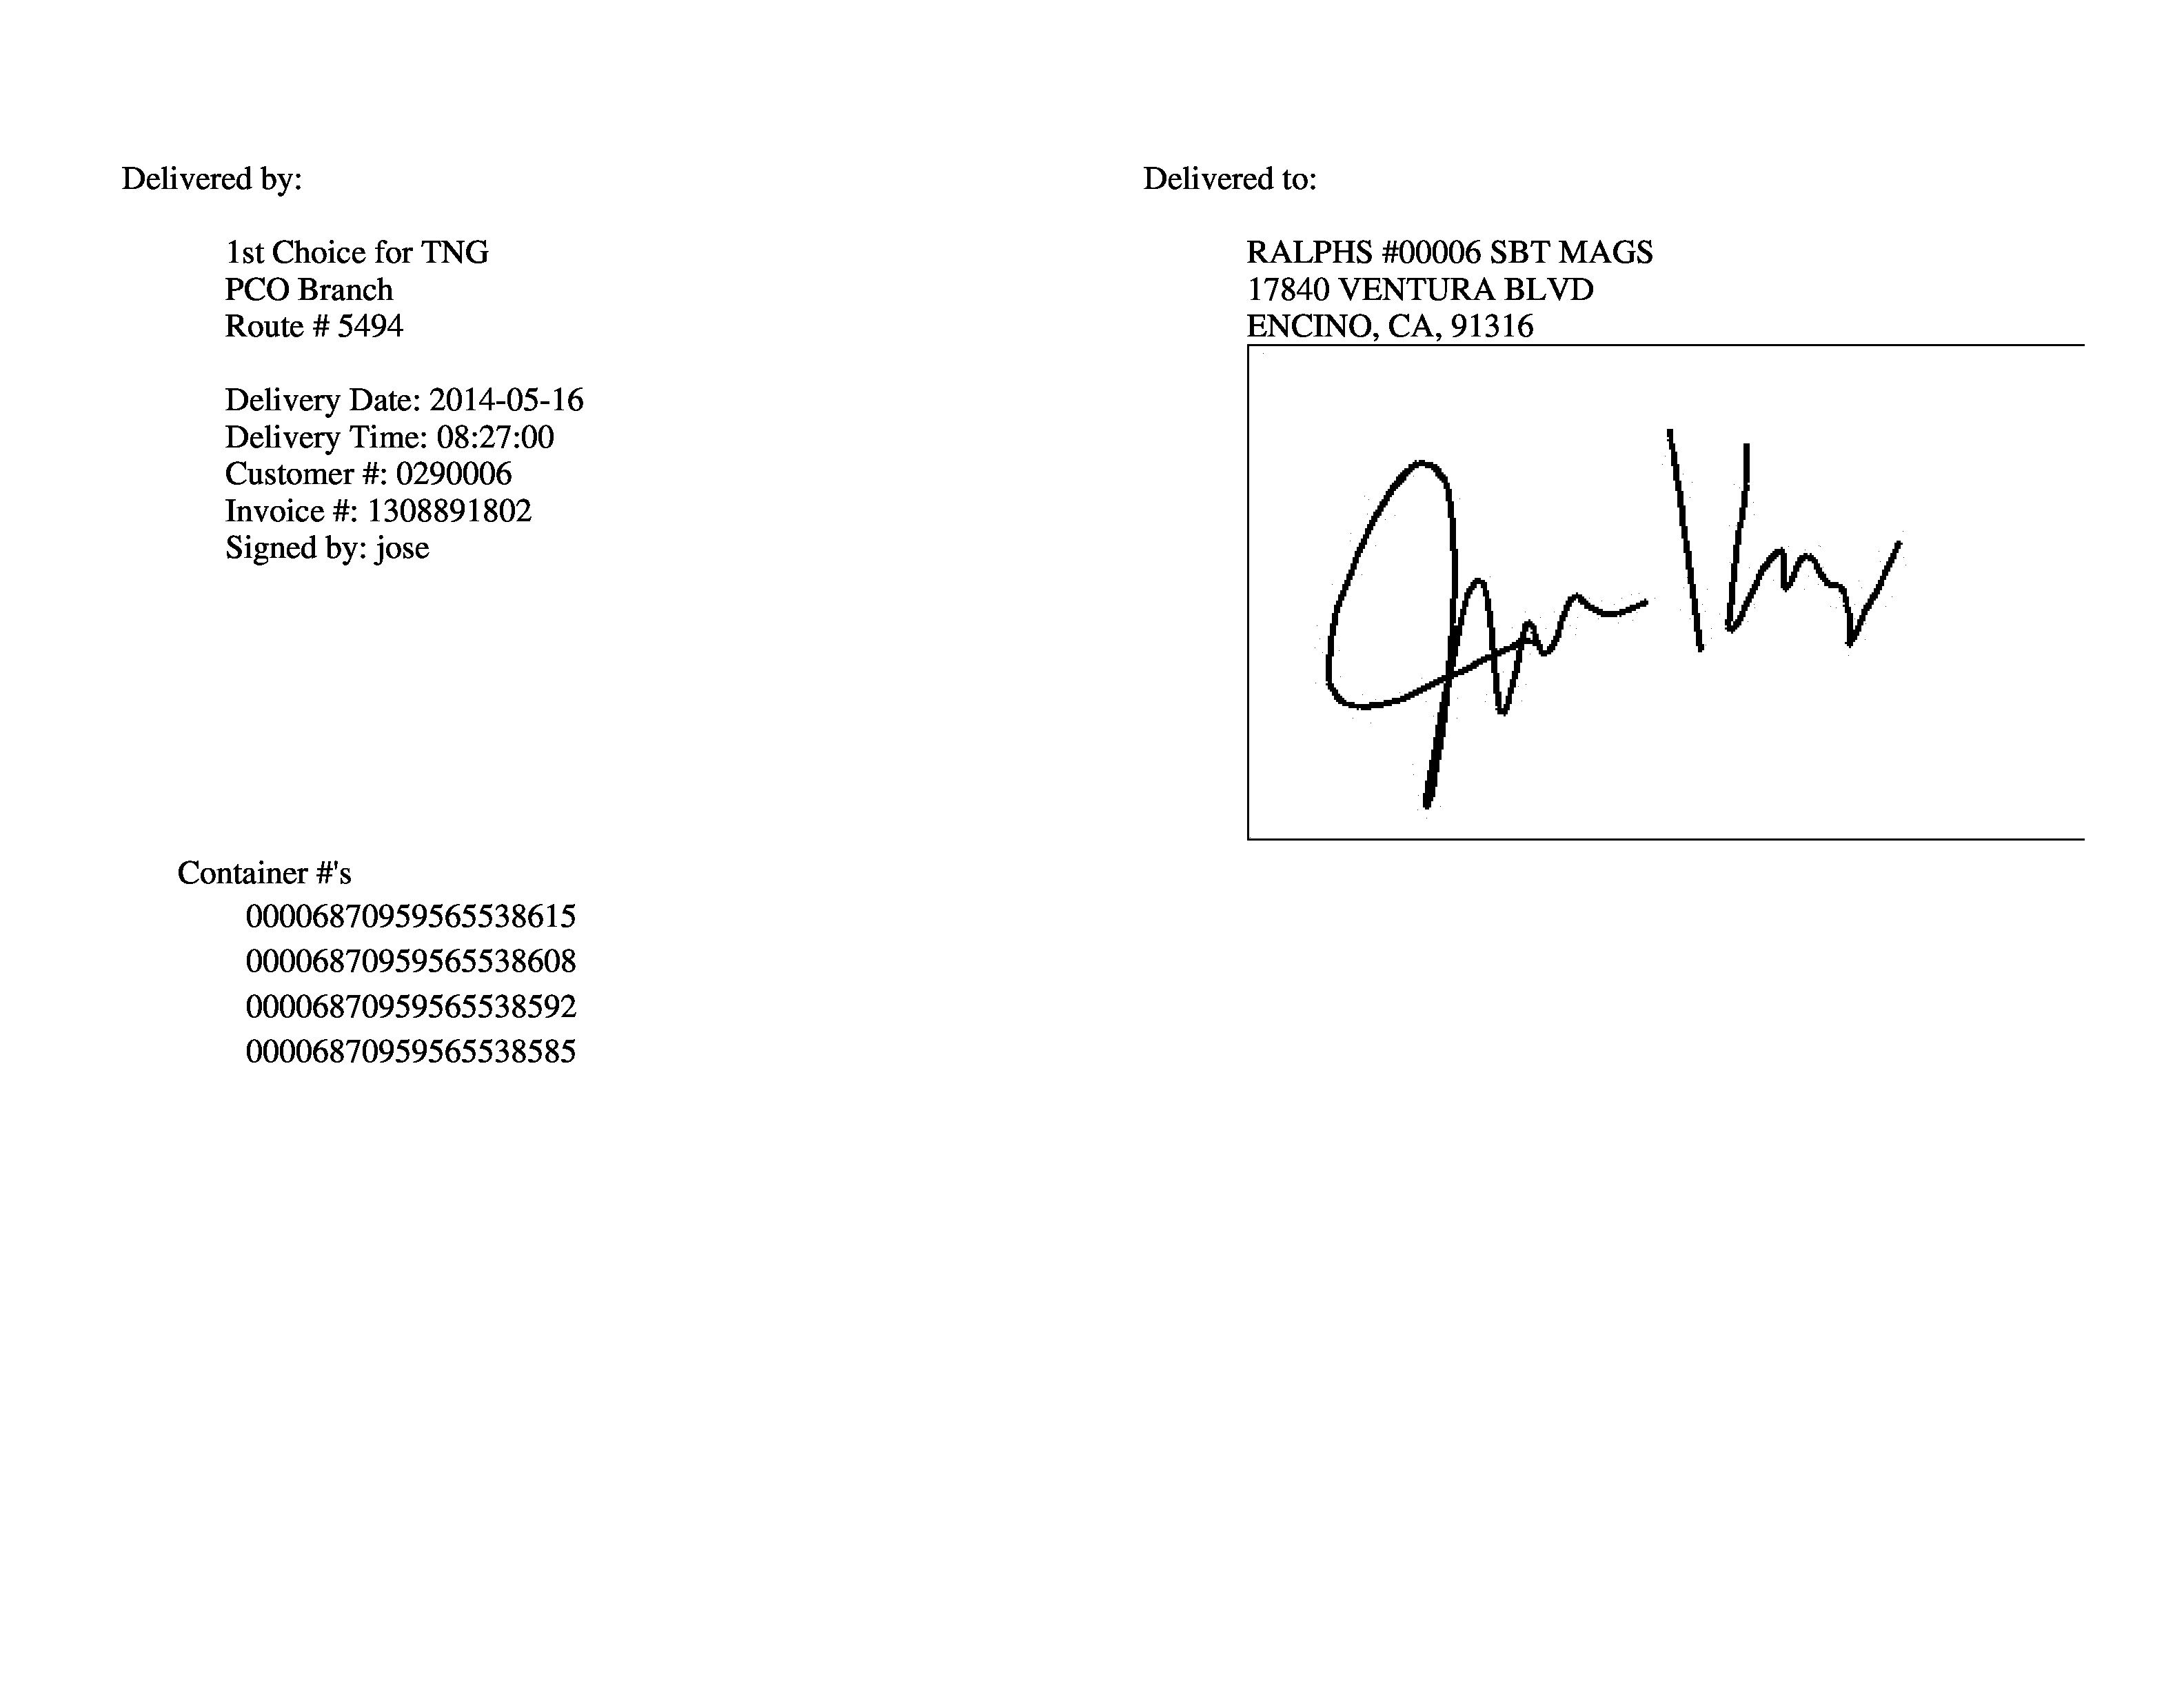 Delivered by:
1st Choice for TNG
PCO Branch
Route # 5494
Delivery Date: 2014-05-16
Delivery Time: 08:27:00
Customer #: 0290006
Invoice #: 1308891802
Signed by: jose
Delivered to:
RALPHS #00006 SBT MAGS
17840 VENTURA BLVD
ENCINO, CA, 91316
Container #'s
00006870959565538615
00006870959565538608
00006870959565538592
00006870959565538585